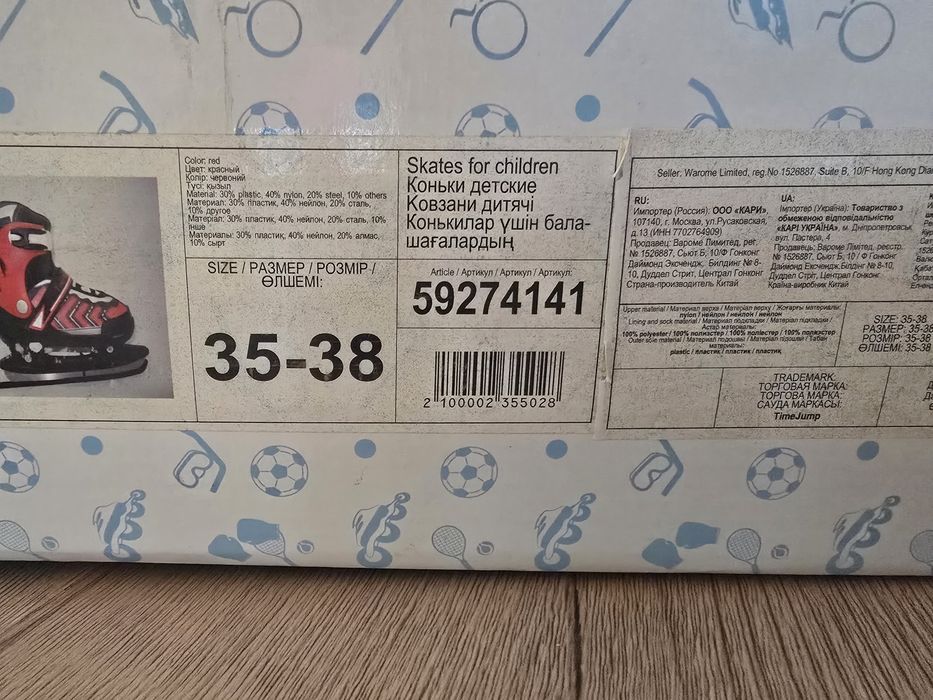 Color: red
Цвет: красный
Колір: червоний
Түсі: қызыл
Material: 30% plastic, 40% nylon, 20% steel, 10% others
Материал: 30% пластик, 40% нейлон, 20% сталь,
10% другое
Матеріал: 30% пластик, 40% нейлон, 20% сталь, 10%
інше
Материалы: 30% пластик, 40% нейлон, 20% алмас,
10% сырт
SIZE / РАЗМЕР / РОЗМІР /
ӨЛШЕМІ:
35-38
Skates for children
Коньки детские
Ковзани дитячі
Конькилар үшін бала-
шағалардың
Article / Артикул / Артикул / Артикул:
59274141
2 100002 355028
Seller: Warome Limited, reg.No 1526887, Suite B, 10/F Hong Kong
RU:
Импортер (Россия): ООО «КАРИ»,
107140, г. Москва, ул.Русаковская,
д.13 (ИНН 7702764909)
Продавец: Вароме Лимитед, рег.
№ 1526887, Сьют Б, 10 /Ф Гонконг
Даймонд Эксчендж, Билдинг № 8-
10, Дуддел Стрит, Централ Гонконг
Страна-производитель Китай
UA:
Імпортер (Україна): Товариство з
обмеженою відповідальністю
«КАРІ УКРАЇНА», м. Дніпропетровськ,
вул. Пастера, 4
Продавець: Вароме Лімітед, реєстр.
№ 1526887, Сьют Б, 10 / Ф Гонконг
Даймонд Ексчендж, Білдінг № 8-10,
Дудделл Стріт, Централ Гонконг
Країна-виробник Китай
Upper material / Материал верха / Матеріал верху / Жоғарғы материалы:
nylon / нейлон / нейлон / нейлон
Lining and sock material / Материал подкладки / Матеріал підкладки /
Астар материалы:
100% polyester / 100% полиэстер / 100% поліестер / 100% полиэстер
Outer sole material / Материал подошвы / Матеріал підошви / Табан
материалы:
plastic / пластик / пластик / пластик
SIZE: 35-38
РАЗМЕР: 35-38
РОЗМІР: 35-38
ӨЛШЕМІ: 35-38
TRADEMARK:
ТОРГОВАЯ МАРКА:
ТОРГОВА МАРКА:
САУДА МАРКАСЫ:
TimeJump